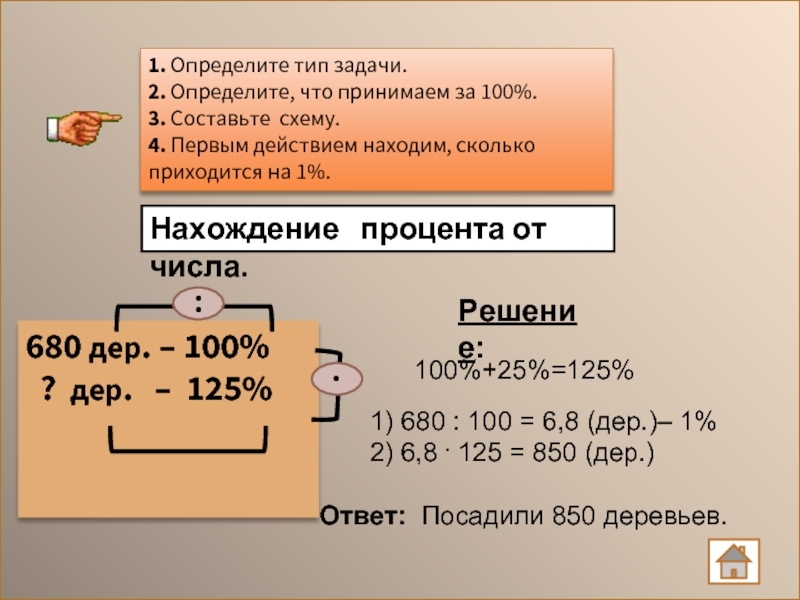 1. Определите тип задачи.
2. Определите, что принимаем за 100%.
3. Составьте схему.
4. Первым действием находим, сколько
приходится на 1%.
Нахождение процента от
числа.
:
680 дер. – 100%
? дер. – 125%
·
Решени
е:
100%+25%=125%
1) 680 : 100 = 6,8 (дер.)– 1%
2) 6,8 · 125 = 850 (дер.)
Ответ: Посадили 850 деревьев.